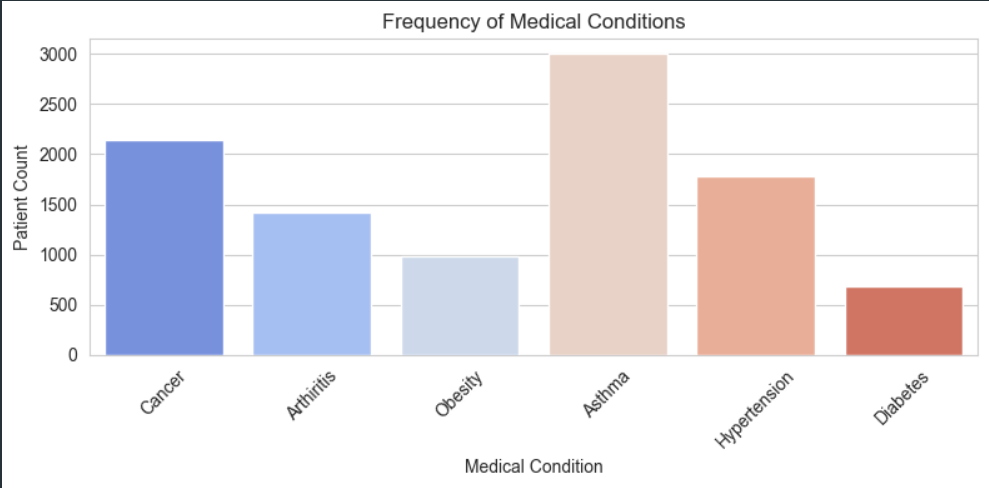 Frequency of Medical Conditions
3000
2500
2000
1500
1000
500
0
Patient Count
Cancer
Arthiritis
Obesity
Asthma
Hypertension
Diabetes
Medical Condition